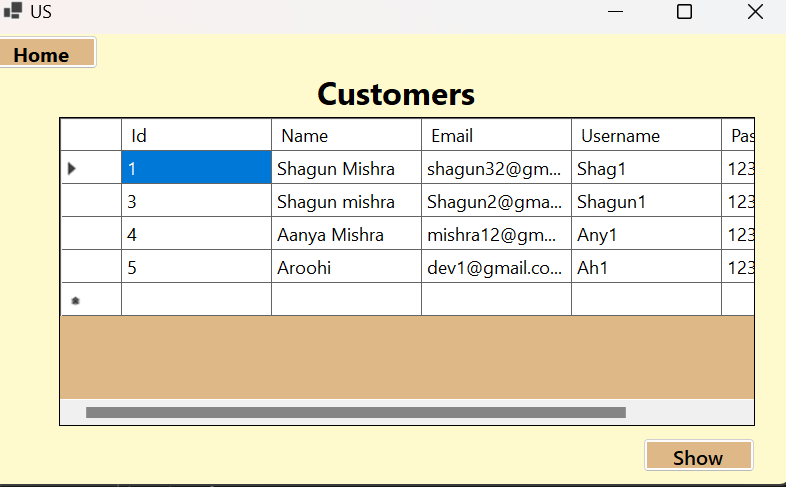 US
Home
Customers
Id Name Email Username Pas
1 Shagun Mishra shagun32@gm... Shag1 123
3 Shagun mishra Shagun2@gma... Shagun1 123
4 Aanya Mishra mishra12@gm... Any1 123
5 Aroohi dev1@gmail.co... Ah1 123
Show